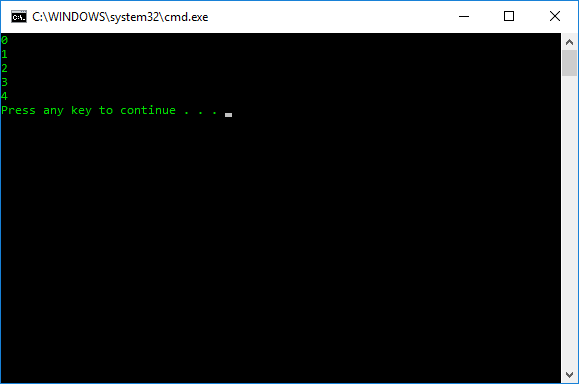 C:\WINDOWS\system32\cmd.exe
0
1
2
3
4
Press any key to continue . . .